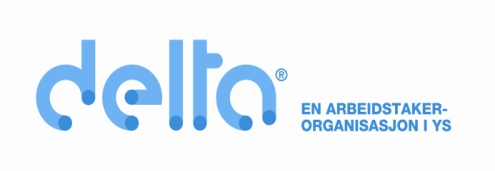 delta®
EN ARBEIDSTAKER-
ORGANISASJON I YS